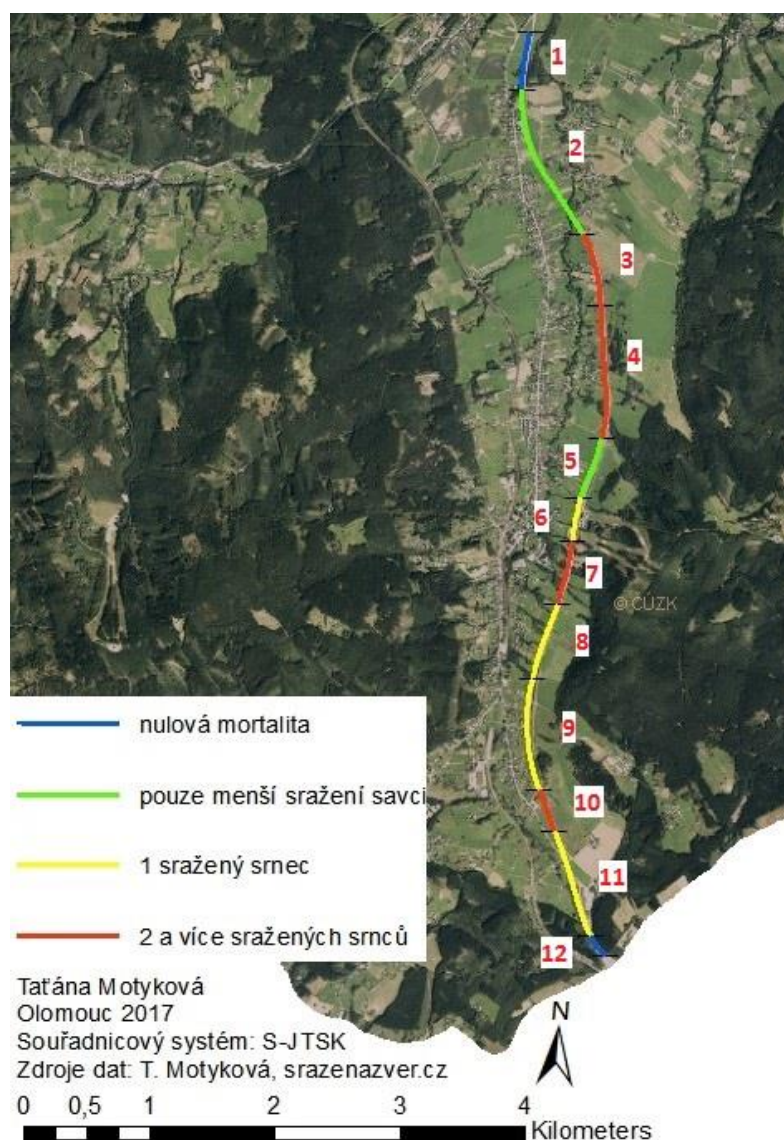 1
2
3
4
5
6
7
©ČÚZK
8
9
10
11
12
nulová mortalita
pouze menší sražení savci
1 sražený srnec
2 a více sražených srnců
Taťána Motyková
Olomouc 2017
Souřadnicový systém: S-JTSK
Zdroje dat: T. Motyková, srazenazver.cz
N
0 0,5 1 2 3 4
Kilometers